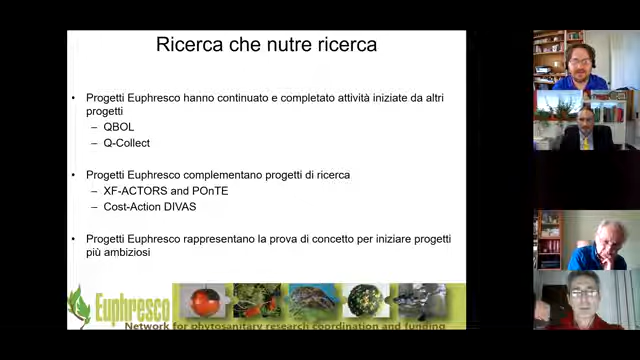 Ricerca che nutre ricerca
• Progetti Euphresco hanno continuato e completato attività iniziate da altri
progetti
– QBOL
– Q-Collect
• Progetti Euphresco complementano progetti di ricerca
– XF-ACTORS and POnTE
– Cost-Action DIVAS
• Progetti Euphresco rappresentano la prova di concetto per iniziare progetti
più ambiziosi
Euphresco
Network for phytosanitary research coordination and funding